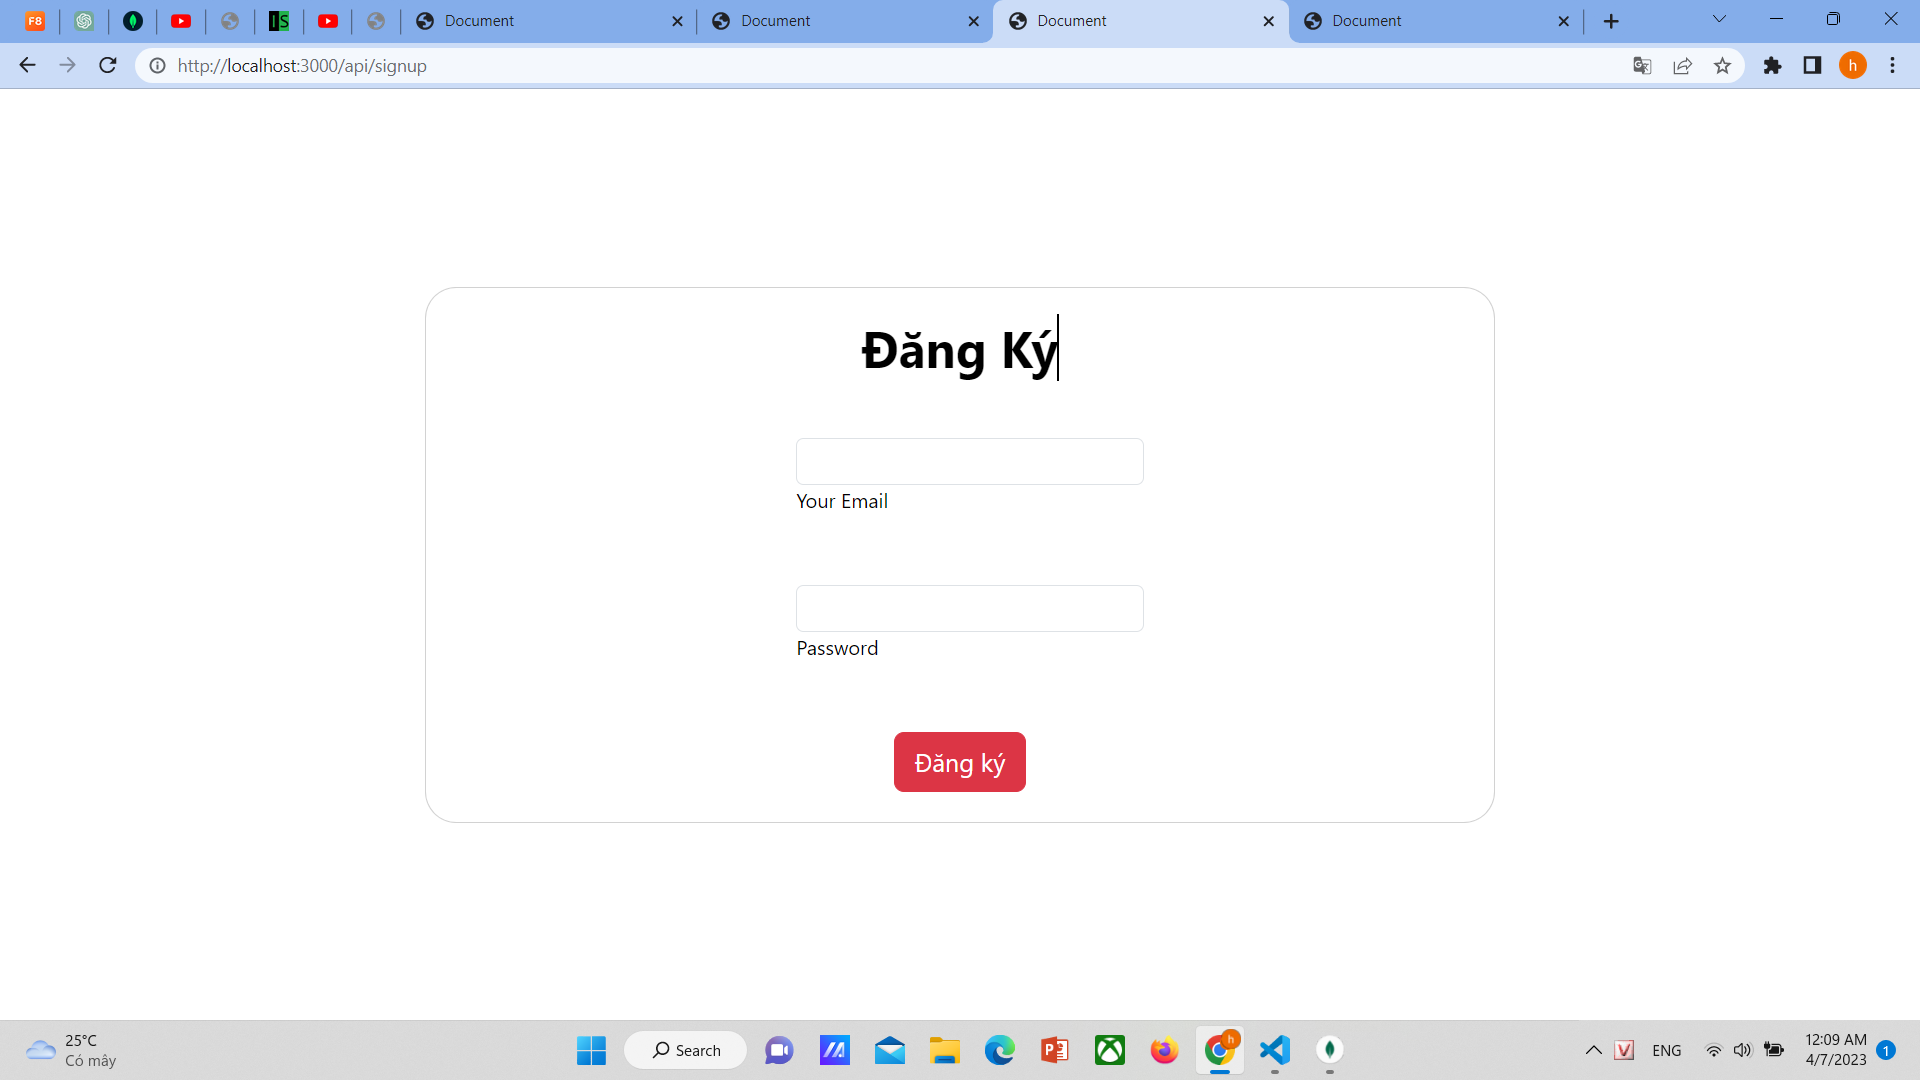 F8
IS
Document
Document
Document
Document
http://localhost:3000/api/signup
h
Đăng Ký
Your Email
Password
Đăng ký
25°C
Có mây
Search
h
V
ENG
12:09 AM
4/7/2023
1